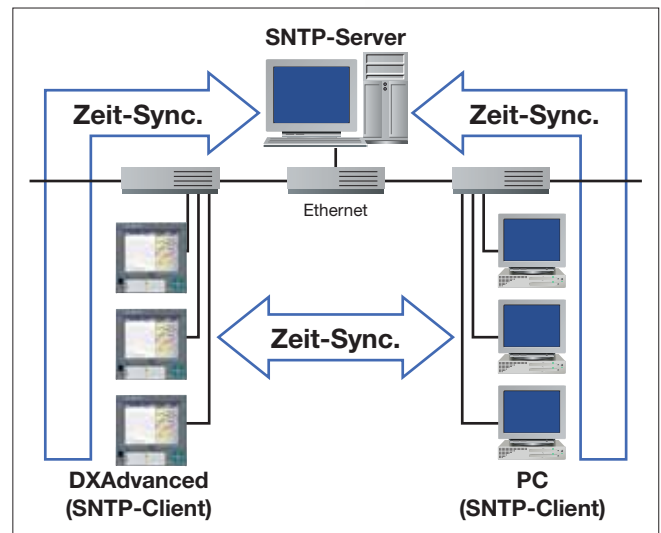 SNTP-Server
Zeit-Sync.
Zeit-Sync.
Ethernet
Zeit-Sync.
DXAdvanced
(SNTP-Client)
PC
(SNTP-Client)